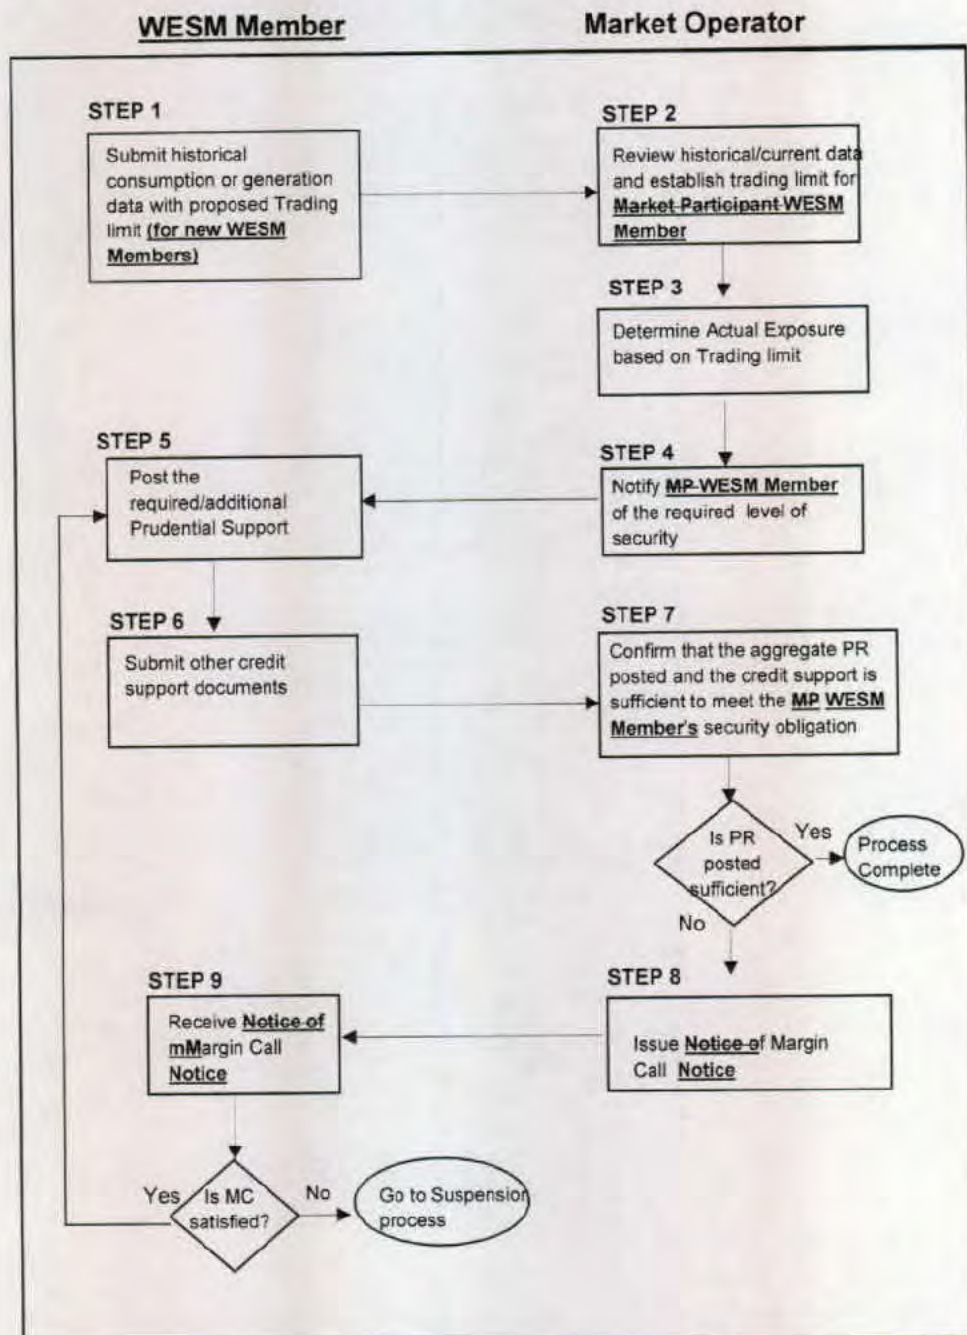 WESM Member
Market Operator
STEP 1
Submit historical
consumption or generation
data with proposed Trading
limit (for new WESM
Members)
STEP 2
Review historical/current data
and establish trading limit for
Market Participant WESM
Member
STEP 3
Determine Actual Exposure
based on Trading limit
STEP 4
Notify MP WESM Member
of the required level of
security
STEP 5
Post the
required/additional
Prudential Support
STEP 6
Submit other credit
support documents
STEP 7
Confirm that the aggregate PR
posted and the credit support is
sufficient to meet the MP WESM
Member's security obligation
Is PR
posted
sufficient?
Yes
Process
Complete
No
STEP 8
Issue Notice of Margin
Call Notice
STEP 9
Receive Notice of
mMargin Call
Notice
Yes
Is MC
satisfied?
No
Go to Suspension
process